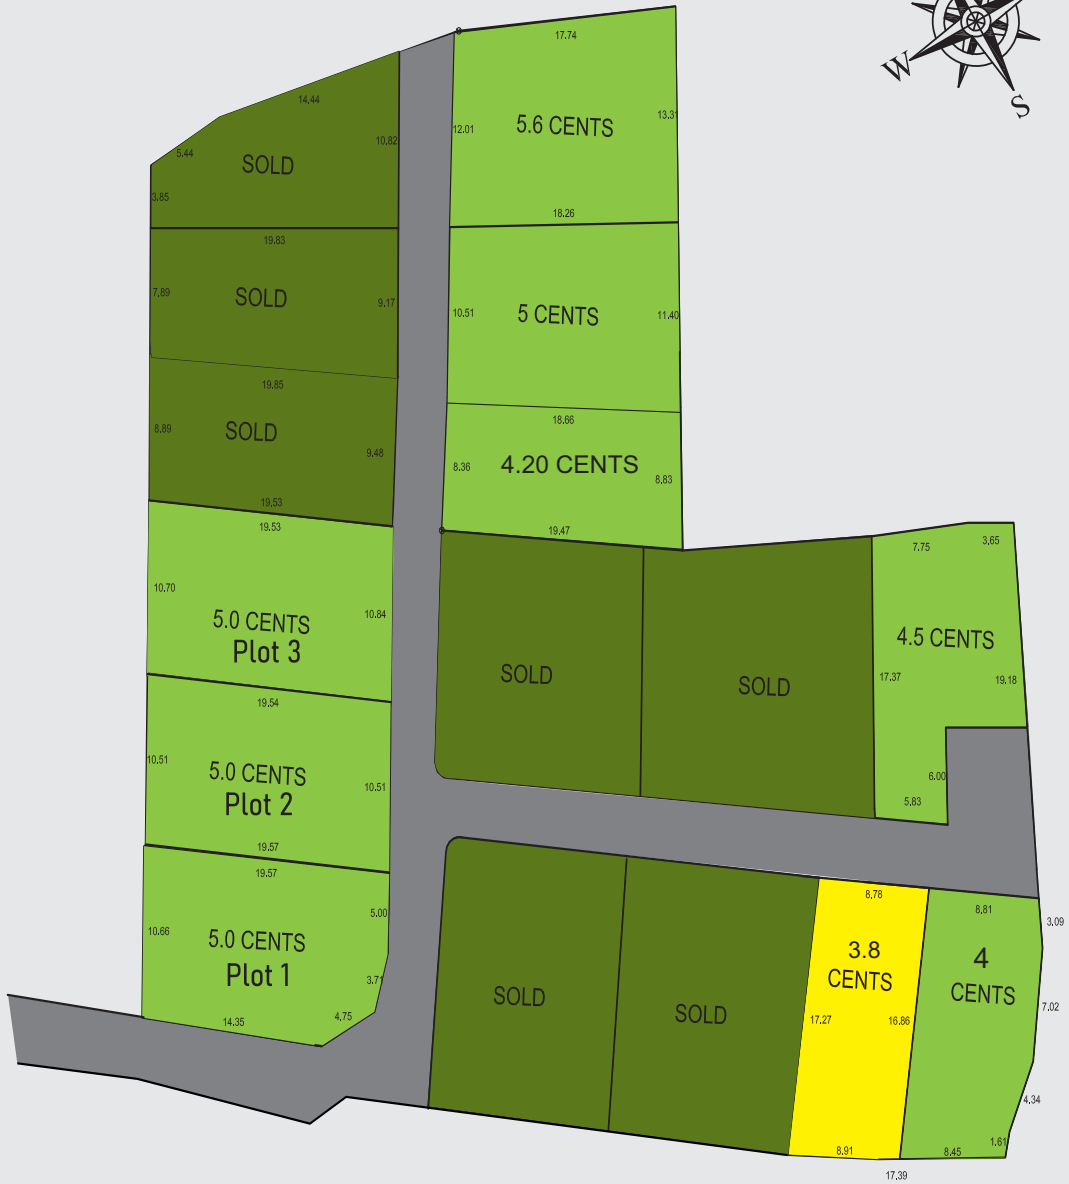 W
S
17.74
12.01
5.6 CENTS
13.31
18.26
14.44
5.44
10.82
SOLD
3.85
19.83
7.89
SOLD
9.17
10.51
5 CENTS
11.40
19.85
8.89
SOLD
9.48
19.53
18.66
8.36
4.20 CENTS
8.83
19.47
19.53
10.70
10.84
5.0 CENTS
Plot 3
7.75
3.65
4.5 CENTS
17.37
19.18
6.00
5.83
SOLD
SOLD
19.54
10.51
5.0 CENTS
10.51
Plot 2
19.57
19.57
5.00
10.66
5.0 CENTS
Plot 1
3.71
14.35
4.75
SOLD
SOLD
8.78
3.8
CENTS
17.27
16.86
8.91
8.81
3.09
4
CENTS
7.02
4.34
1.61
8.45
17.39